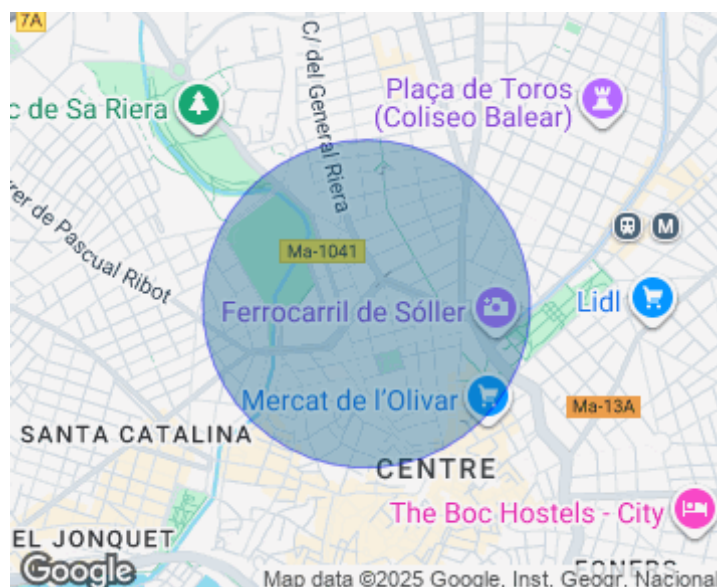 7A
C/ del General Riera
Plaça de Toros
(Coliseo Balear)
c de Sa Riera
rer de Pascual Ribot
Ma-1041
M
Ferrocarril de Sóller
Lidl
Mercat de l'Olivar
Ma-13A
SANTA CATALINA
CENTRE
The Boc Hostels - City
EL JONQUET
FONERS
Google
Map data ©2025 Google, Inst. Geogr. Nacional